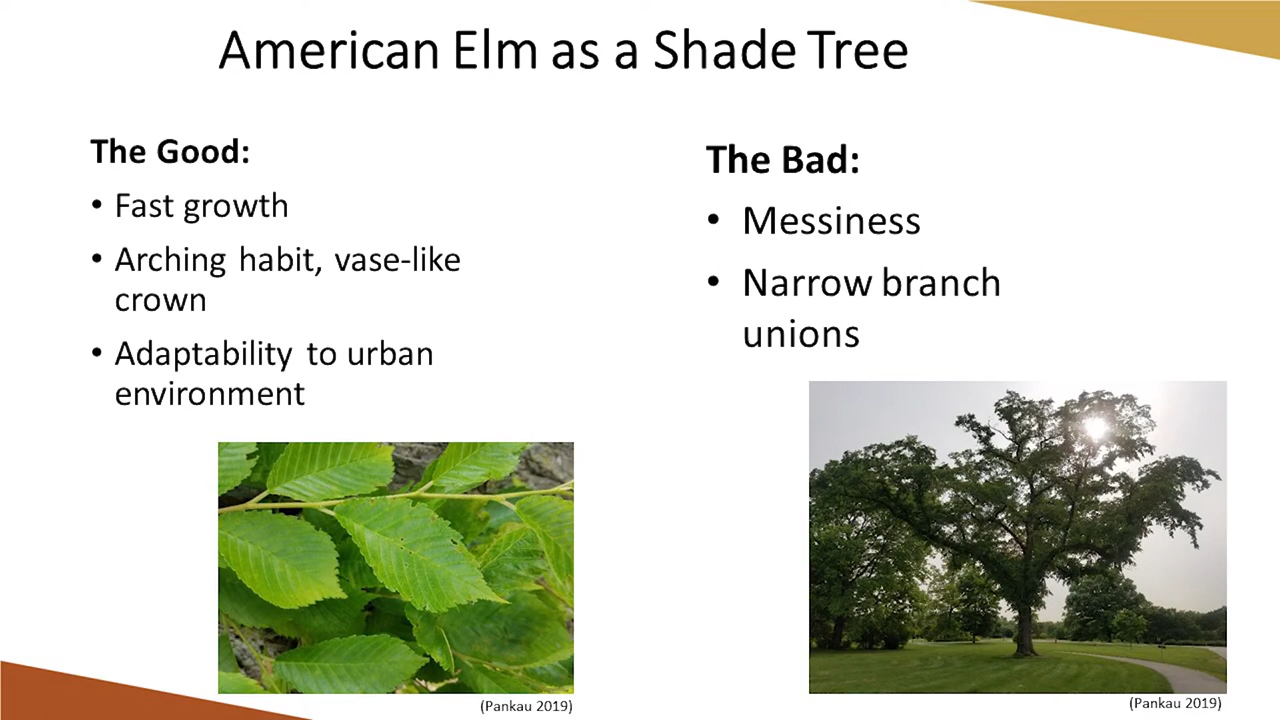 American Elm as a Shade Tree
The Good:
• Fast growth
• Arching habit, vase-like
crown
• Adaptability to urban
environment
(Pankau 2019)
The Bad:
• Messiness
• Narrow branch
unions
(Pankau 2019)